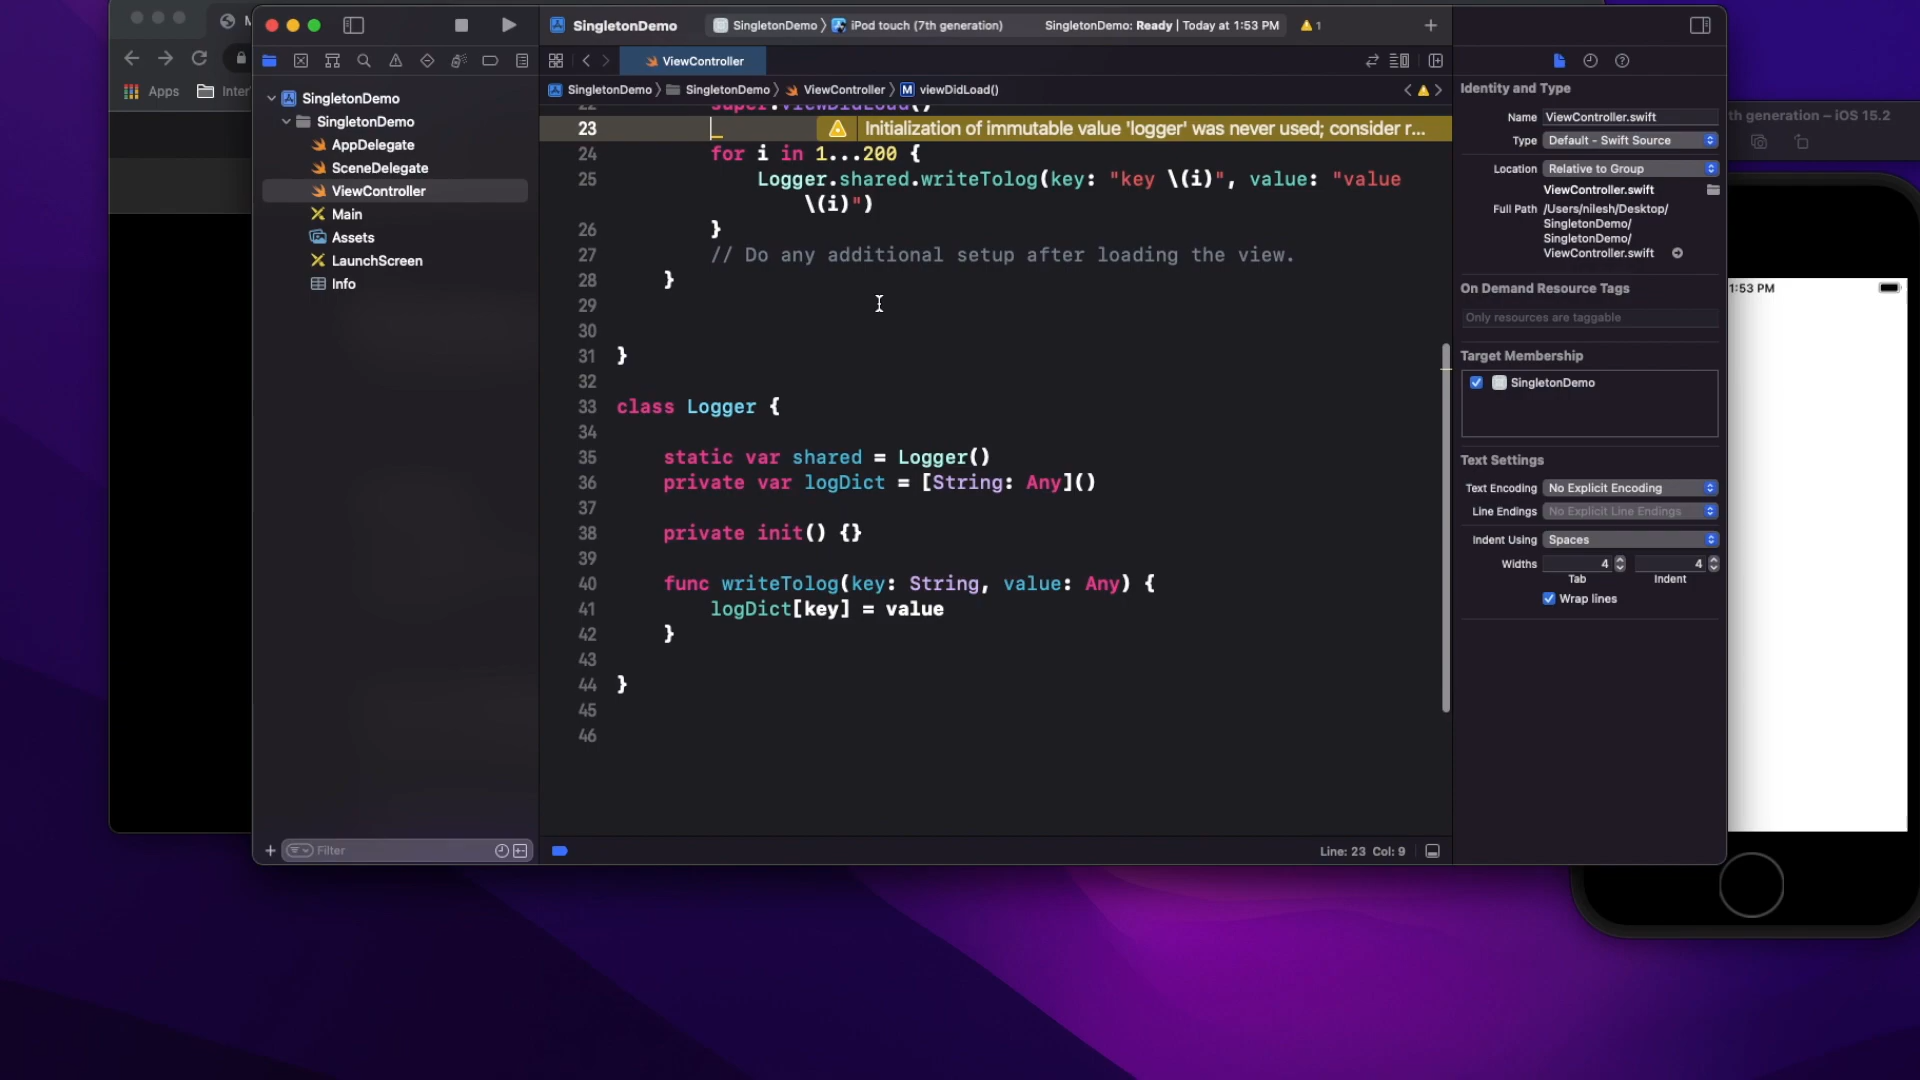 SingletonDemo
SingletonDemo 〉 iPod touch (7th generation)
SingletonDemo: Ready | Today at 1:53 PM
1
Apps
SingletonDemo
SingletonDemo
AppDelegate
SceneDelegate
ViewController
Main
Assets
LaunchScreen
Info
Filter
ViewController
SingletonDemo 〉 SingletonDemo 〉 ViewController 〉 M viewDidLoad()
22 super.viewDidLoad()
23 Initialization of immutable value 'logger' was never used; consider r...
24 for i in 1...200 {
25 Logger.shared.writeTolog(key: "key \(i)", value: "value
\(i)")
26 }
27 // Do any additional setup after loading the view.
28 }
29
30
31 }
32
33 class Logger {
34
35 static var shared = Logger()
36 private var logDict = [String: Any]()
37
38 private init() {}
39
40 func writeTolog(key: String, value: Any) {
41 logDict[key] = value
42 }
43
44 }
45
46
Line: 23 Col: 9
Identity and Type
Name ViewController.swift
Type Default - Swift Source
Location Relative to Group
ViewController.swift
Full Path /Users/nilesh/Desktop/
SingletonDemo/
SingletonDemo/
ViewController.swift
On Demand Resource Tags
Only resources are taggable
Target Membership
SingletonDemo
Text Settings
Text Encoding No Explicit Encoding
Line Endings No Explicit Line Endings
Indent Using Spaces
Widths 4 4
Tab Indent
Wrap lines
th generation – iOS 15.2
1:53 PM